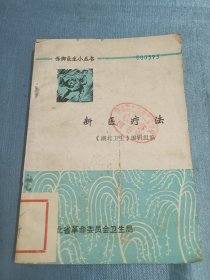 赤脚医生小丛书
新医疗法
《湖北卫生》编辑组编
北省革命委员会卫生局